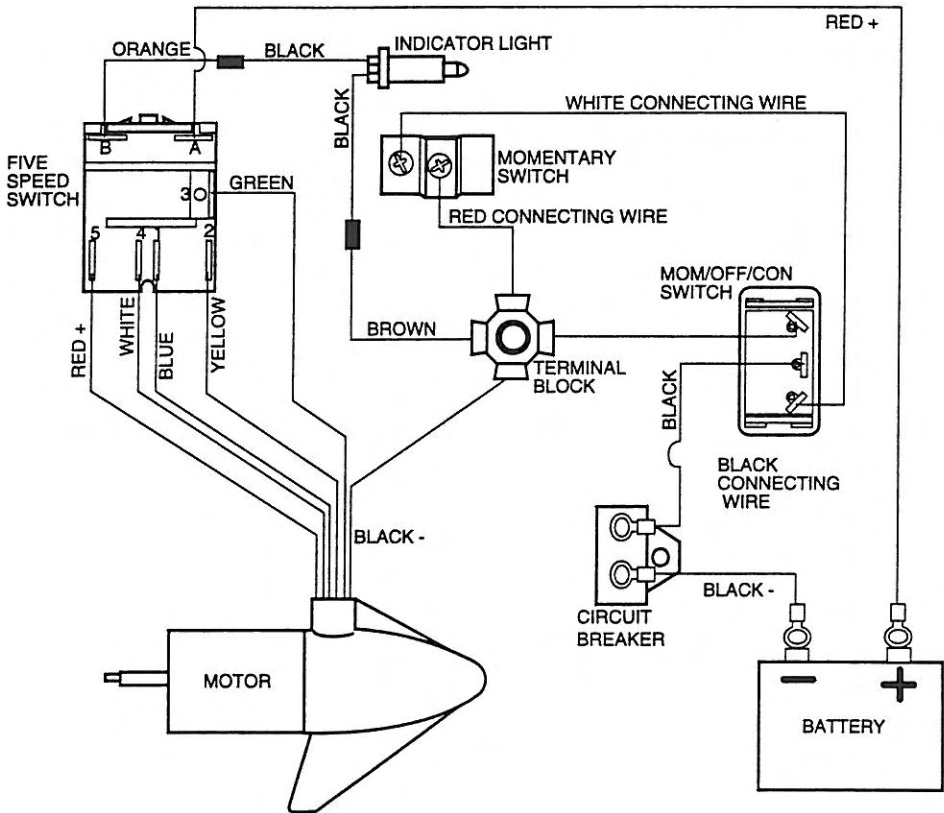 RED +
ORANGE
BLACK
INDICATOR LIGHT
BLACK
WHITE CONNECTING WIRE
B
A
FIVE
SPEED
SWITCH
3
GREEN
MOMENTARY
SWITCH
RED CONNECTING WIRE
5
4
2
MOM/OFF/CON
SWITCH
RED +
WHITE
BLUE
YELLOW
BROWN
TERMINAL
BLOCK
BLACK
BLACK
CONNECTING
WIRE
BLACK -
BLACK -
CIRCUIT
BREAKER
MOTOR
BATTERY